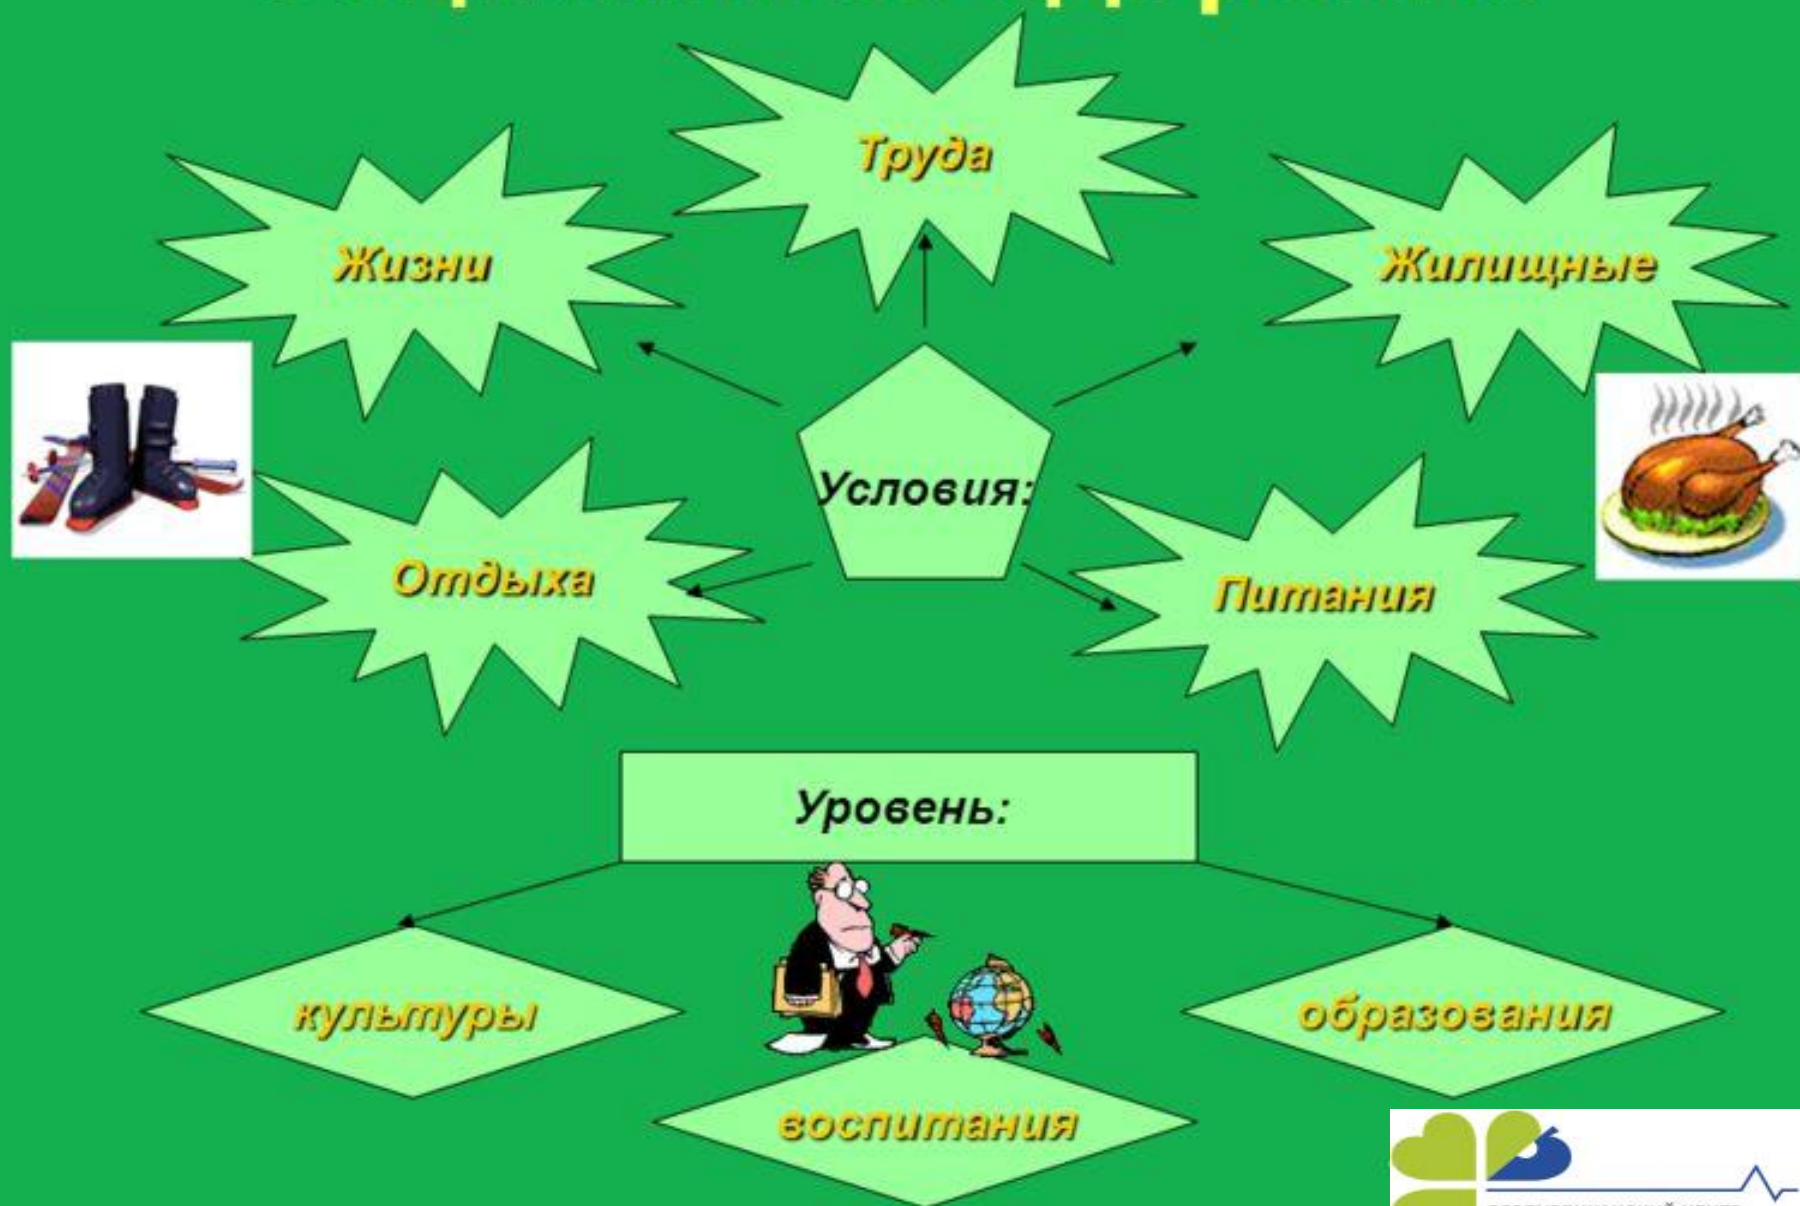 Труда
Жизни
Жилищные
Условия:
Отдыха
Питания
Уровень:
культуры
образования
воспитания